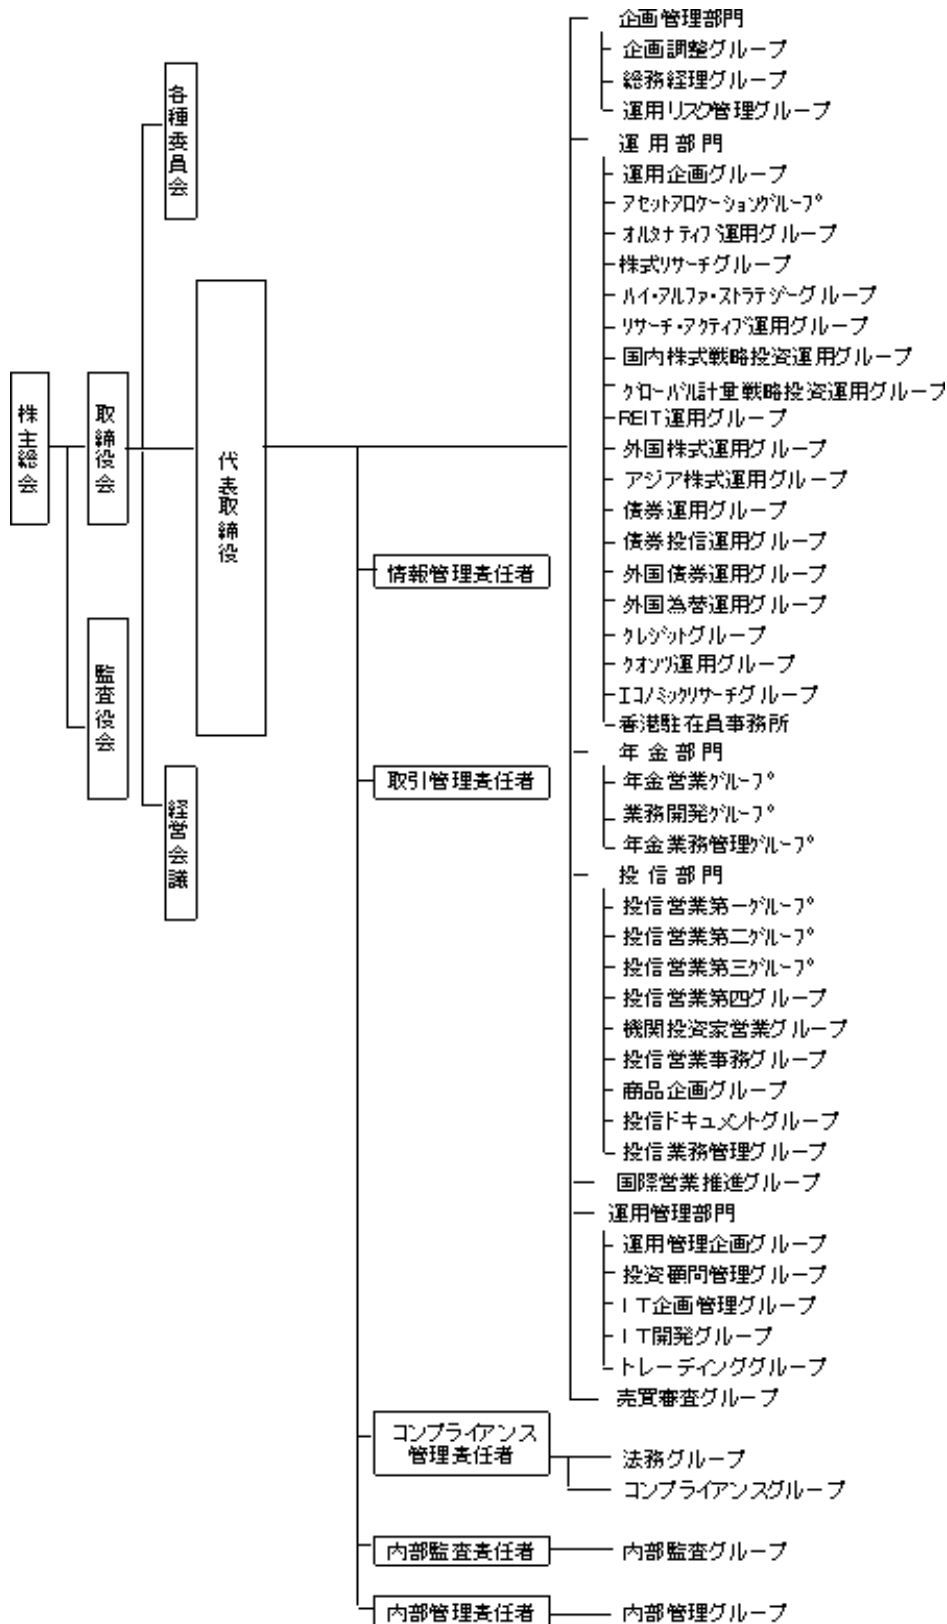 株主総会
取締役会
監査役会
各種委員会
経営会議
代表取締役
情報管理責任者
取引管理責任者
コンプライアンス
管理責任者
内部監査責任者
内部管理責任者
企画管理部門
企画調整グループ
総務経理グループ
運用リスク管理グループ
運用部門
運用企画グループ
アセットアロケーショングループ
オルタナティブ運用グループ
株式リサーチグループ
ハイ・アルファ・ストラテジーグループ
リサーチ・アクティブ運用グループ
国内株式戦略投資運用グループ
グローバル計量戦略投資運用グループ
REIT運用グループ
外国株式運用グループ
アジア株式運用グループ
債券運用グループ
債券投信運用グループ
外国債券運用グループ
外国為替運用グループ
クレジットグループ
クオンツ運用グループ
エコノミックリサーチグループ
香港駐在員事務所
年金部門
年金営業グループ
業務開発グループ
年金業務管理グループ
投信部門
投信営業第一グループ
投信営業第二グループ
投信営業第三グループ
投信営業第四グループ
機関投資家営業グループ
投信営業事務グループ
商品企画グループ
投信ドキュメントグループ
投信業務管理グループ
国際営業推進グループ
運用管理部門
運用管理企画グループ
投資顧問管理グループ
IT企画管理グループ
IT開発グループ
トレーディンググループ
売買審査グループ
法務グループ
コンプライアンスグループ
内部監査グループ
内部管理グループ